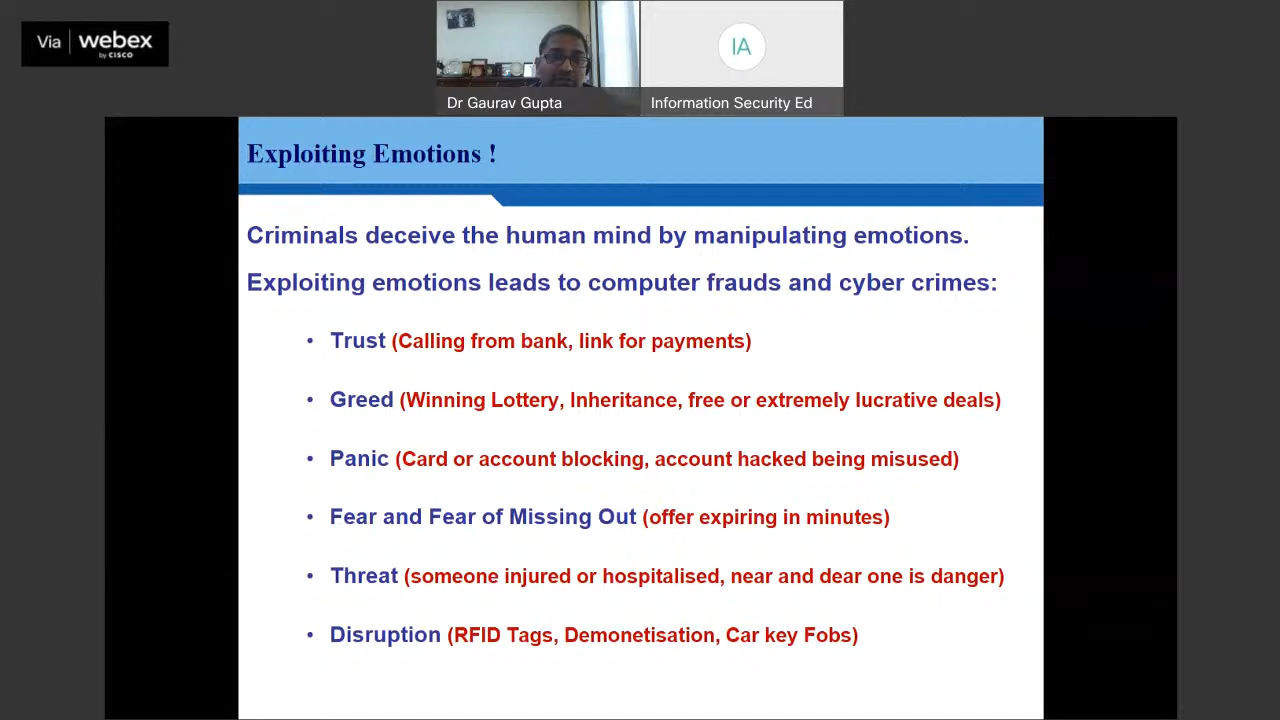 Via webex
by CISCO
IA
Dr Gaurav Gupta
Information Security Ed
Exploiting Emotions !
Criminals deceive the human mind by manipulating emotions.
Exploiting emotions leads to computer frauds and cyber crimes:
• Trust (Calling from bank, link for payments)
• Greed (Winning Lottery, Inheritance, free or extremely lucrative deals)
• Panic (Card or account blocking, account hacked being misused)
• Fear and Fear of Missing Out (offer expiring in minutes)
• Threat (someone injured or hospitalised, near and dear one is danger)
• Disruption (RFID Tags, Demonetisation, Car key Fobs)